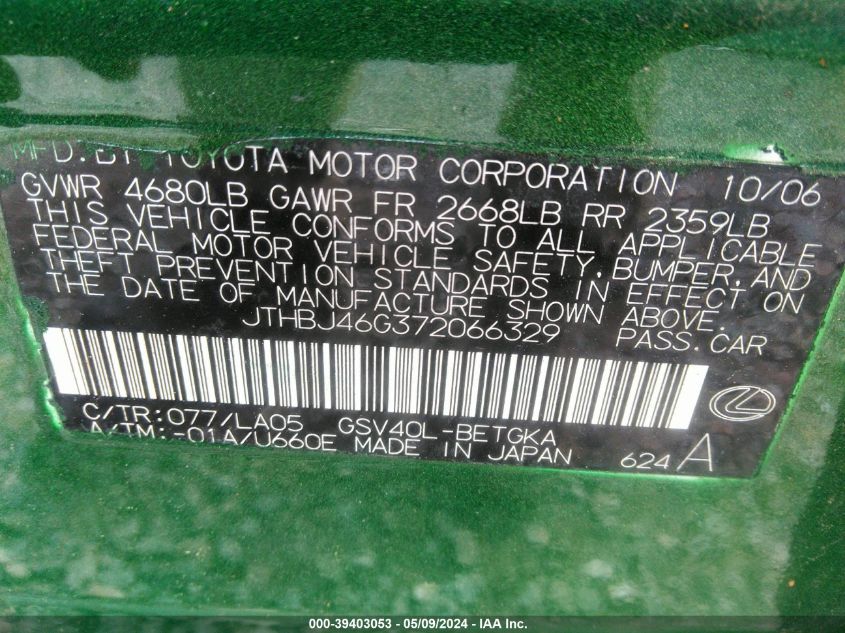 MFD. BY TOYOTA MOTOR CORPORATION 10/06
GVWR 4680LB GAWR FR 2668LB RR 2359LB
THIS VEHICLE CONFORMS TO ALL APPLICABLE
FEDERAL MOTOR VEHICLE SAFETY, BUMPER, AND
THEFT PREVENTION STANDARDS IN EFFECT ON
THE DATE OF MANUFACTURE SHOWN ABOVE.
JTHBJ46G372066329 PASS. CAR
C/TR: 077/LA05 GSV40L-BETGKA
A/TM:-01A/U660E MADE IN JAPAN 624 A
000-39403053 — 05/09/2024 — IAA Inc.